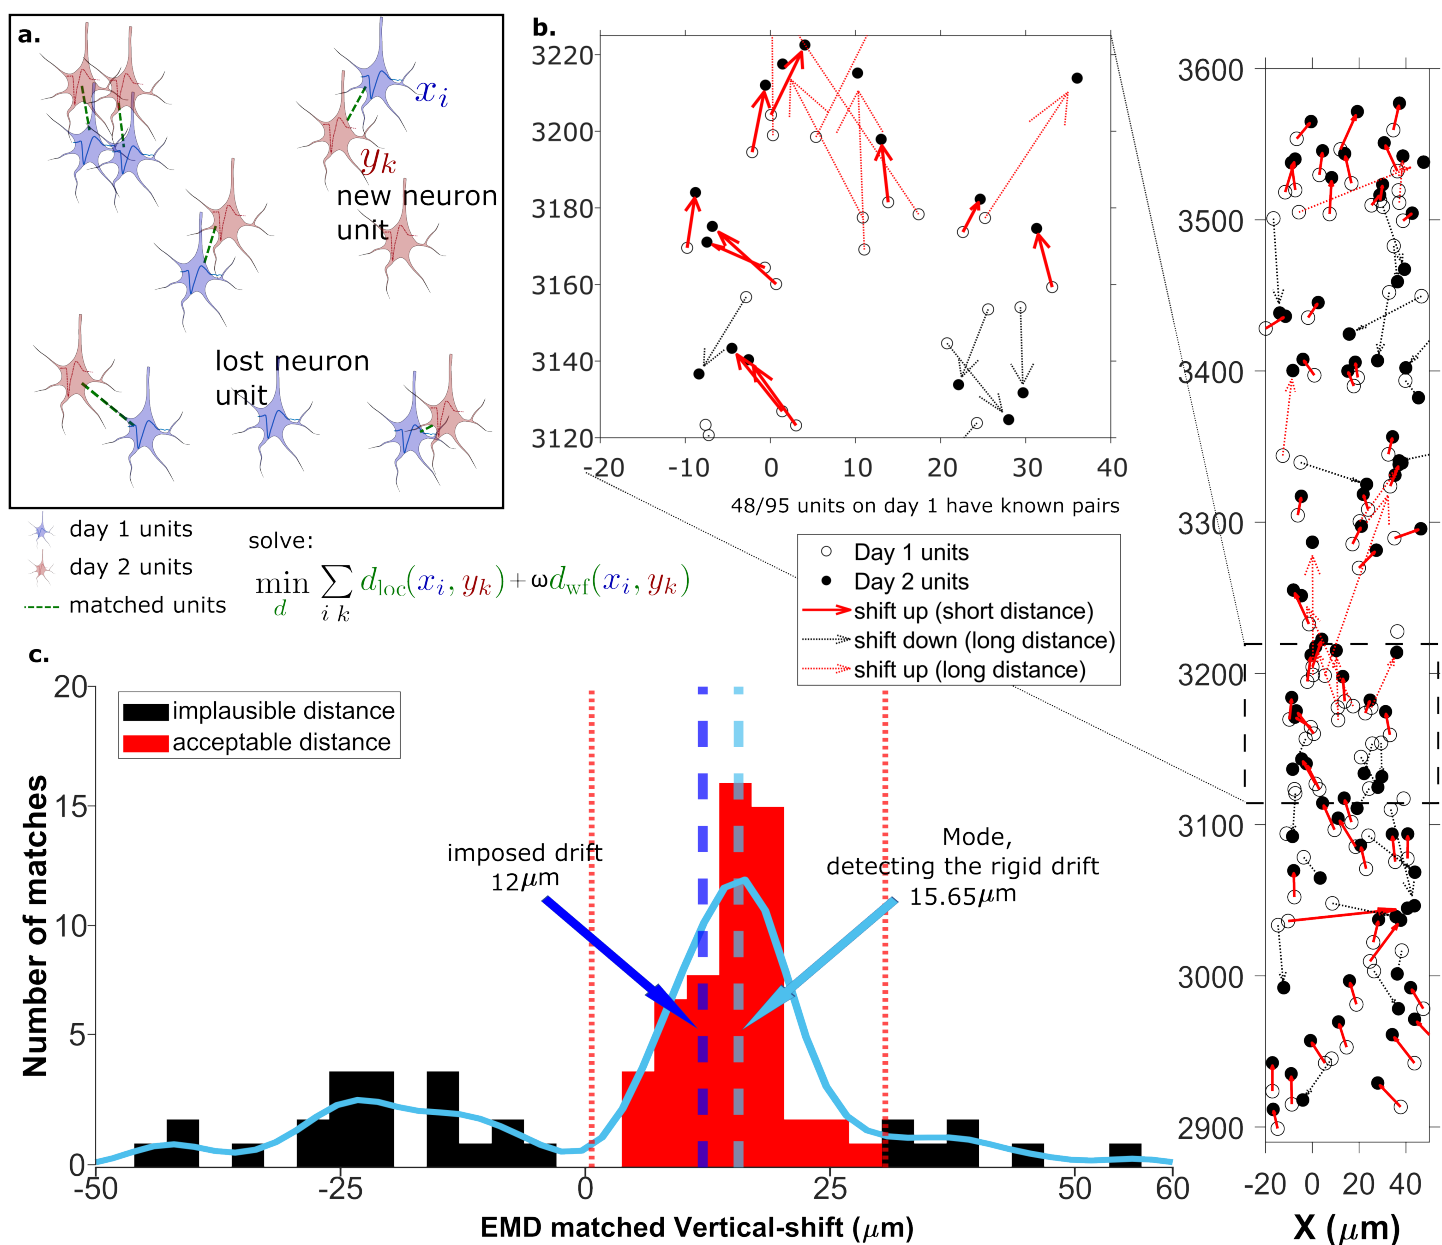 a.
x_i
y_k
new neuron
unit
lost neuron
unit
day 1 units
day 2 units
matched units
solve:
min_d Σ_{i k} d_loc(x_i, y_k) + ωd_wf(x_i, y_k)
b.
3220
3200
3180
3160
3140
3120
-20 -10 0 10 20 30 40
48/95 units on day 1 have known pairs
Day 1 units
Day 2 units
shift up (short distance)
shift down (long distance)
shift up (long distance)
3600
3500
3400
3300
3200
3100
3000
2900
-20 0 20 40
X (μm)
c.
20
15
10
5
0
Number of matches
implausible distance
acceptable distance
imposed drift
12μm
Mode,
detecting the rigid drift
15.65μm
-50 -25 0 25 50 60
EMD matched Vertical-shift (μm)